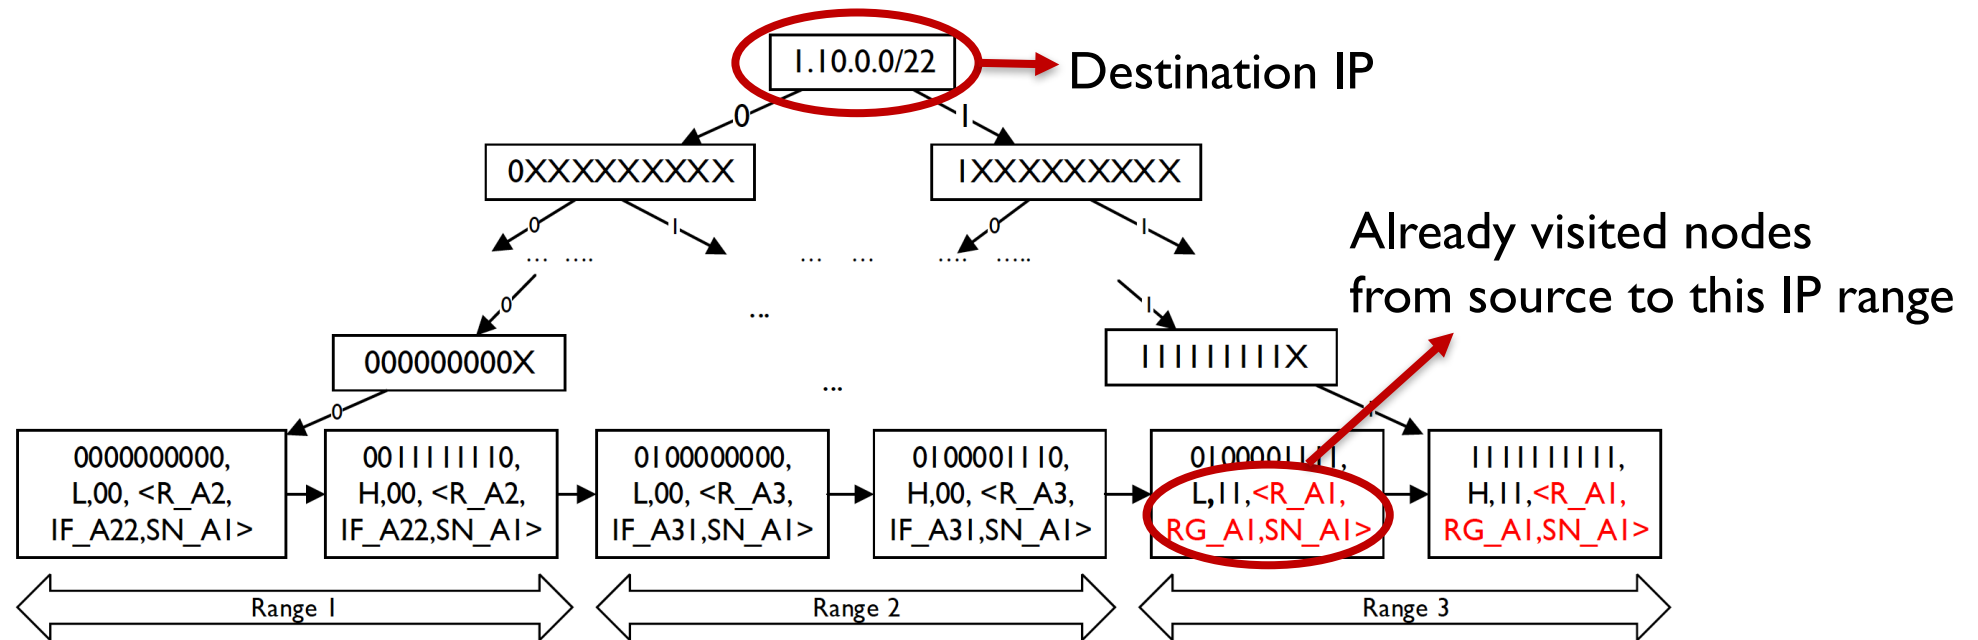 1.10.0.0/22
Destination IP
0
1
0XXXXXXXXX
1XXXXXXXXX
0
1
0
1
... ....
... ...
.... .....
Already visited nodes
from source to this IP range
0
...
1
000000000X
...
111111111X
0
1
0000000000,
L,00, <R_A2,
IF_A22,SN_A1>
0011111110,
H,00, <R_A2,
IF_A22,SN_A1>
0100000000,
L,00, <R_A3,
IF_A31,SN_A1>
0100001110,
H,00, <R_A3,
IF_A31,SN_A1>
0100001111,
L,11,<R_A1,
RG_A1,SN_A1>
1111111111,
H,11,<R_A1,
RG_A1,SN_A1>
Range 1
Range 2
Range 3